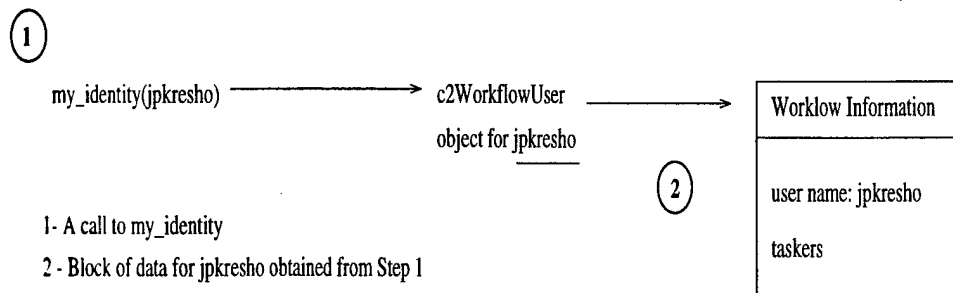 1
my_identity(jpkresho)
c2WorkflowUser
object for jpkresho
Worklow Information
2
user name: jpkresho
taskers
1- A call to my_identity
2 - Block of data for jpkresho obtained from Step 1